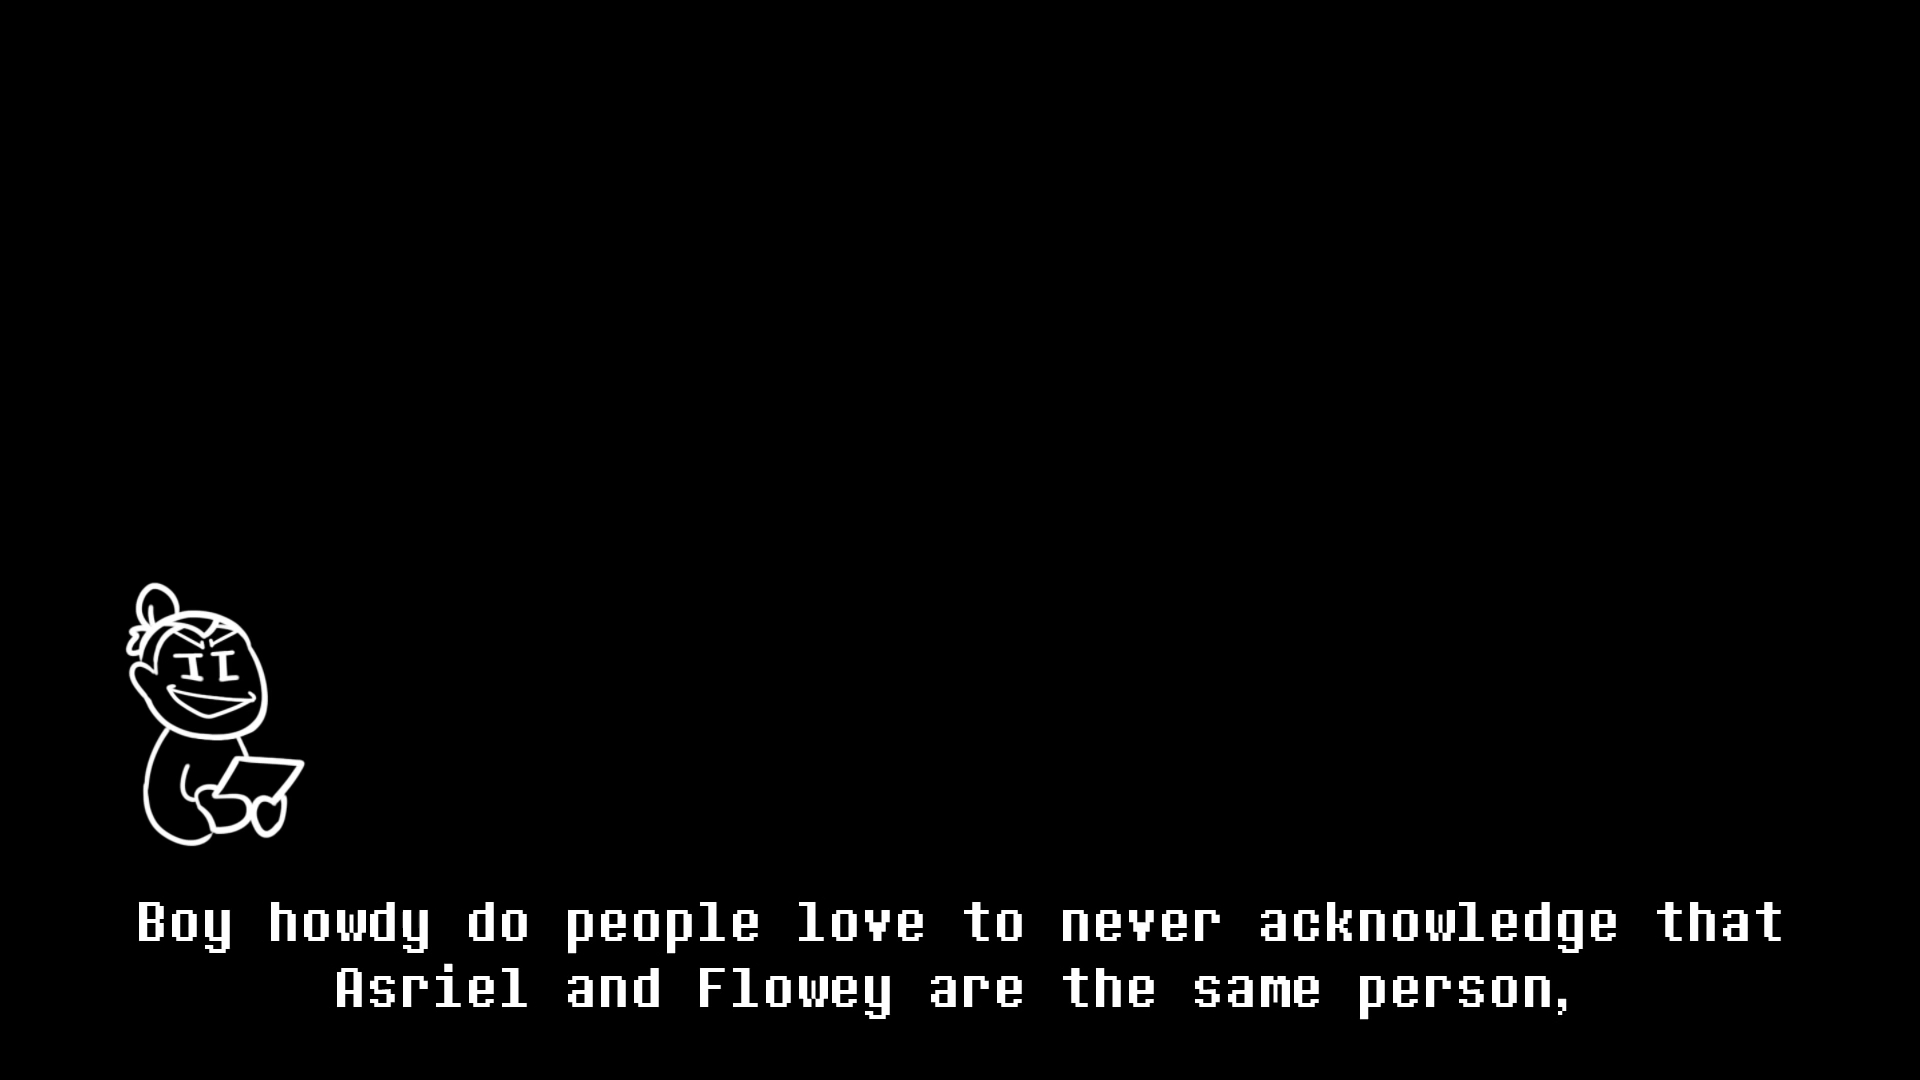 Boy howdy do people love to never acknowledge that
Asriel and Flowey are the same person,